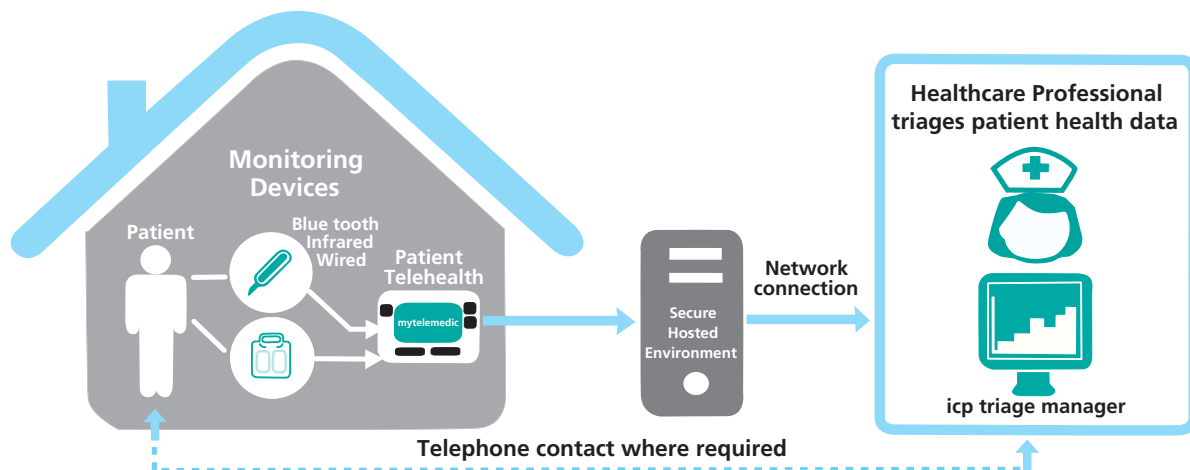 Monitoring
Devices
Patient
Blue tooth
Infrared
Wired
Patient
Telehealth
mytelemedic
Secure
Hosted
Environment
Network
connection
Healthcare Professional
triages patient health data
icp triage manager
Telephone contact where required